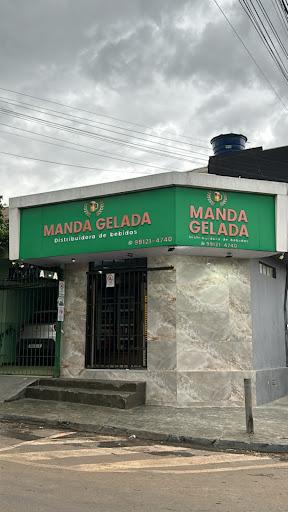 MANDA GELADA
Distribuidora de bebidas
99121-4740
MANDA
GELADA
Distribuidora de bebidas
99121-4740